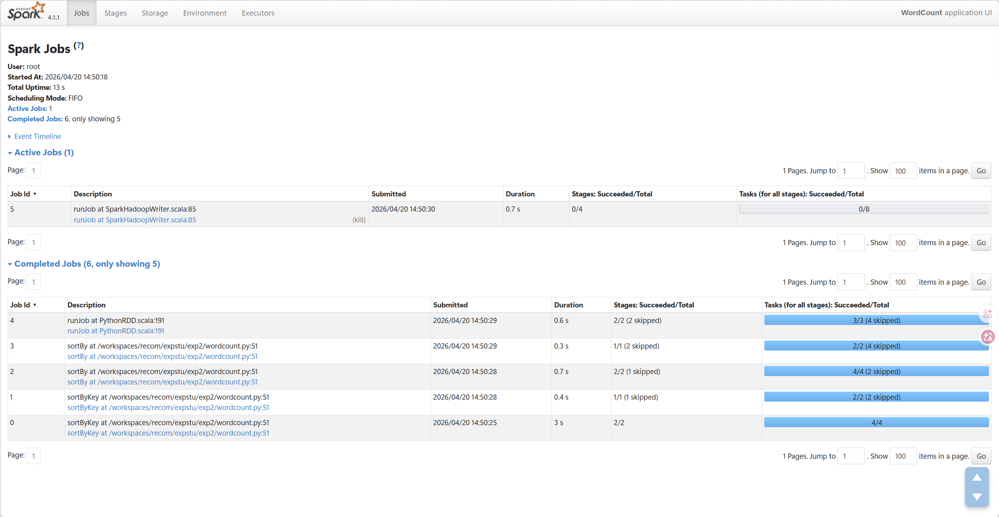 APACHE Spark 4.1.1 Jobs Stages Storage Environment Executors WordCount application UI
Spark Jobs (?)
User: root
Started At: 2026/04/20 14:50:18
Total Uptime: 13 s
Scheduling Mode: FIFO
Active Jobs: 1
Completed Jobs: 6, only showing 5
Event Timeline
Active Jobs (1)
Page: 1 1 Pages. Jump to 1 . Show 100 items in a page. Go
Job Id ▾ Description Submitted Duration Stages: Succeeded/Total Tasks (for all stages): Succeeded/Total
5 runJob at SparkHadoopWriter.scala:85 2026/04/20 14:50:30 0.7 s 0/4 0/8
runJob at SparkHadoopWriter.scala:85 (kill)
Page: 1 1 Pages. Jump to 1 . Show 100 items in a page. Go
Completed Jobs (6, only showing 5)
Page: 1 1 Pages. Jump to 1 . Show 100 items in a page. Go
Job Id ▾ Description Submitted Duration Stages: Succeeded/Total Tasks (for all stages): Succeeded/Total
4 runJob at PythonRDD.scala:191 2026/04/20 14:50:29 0.6 s 2/2 (2 skipped) 3/3 (4 skipped)
runJob at PythonRDD.scala:191
3 sortBy at /workspaces/recom/expstu/exp2/wordcount.py:51 2026/04/20 14:50:29 0.3 s 1/1 (2 skipped) 2/2 (4 skipped)
sortBy at /workspaces/recom/expstu/exp2/wordcount.py:51
2 sortBy at /workspaces/recom/expstu/exp2/wordcount.py:51 2026/04/20 14:50:28 0.7 s 2/2 (1 skipped) 4/4 (2 skipped)
sortBy at /workspaces/recom/expstu/exp2/wordcount.py:51
1 sortByKey at /workspaces/recom/expstu/exp2/wordcount.py:51 2026/04/20 14:50:28 0.4 s 1/1 (1 skipped) 2/2 (2 skipped)
sortByKey at /workspaces/recom/expstu/exp2/wordcount.py:51
0 sortByKey at /workspaces/recom/expstu/exp2/wordcount.py:51 2026/04/20 14:50:25 3 s 2/2 4/4
sortByKey at /workspaces/recom/expstu/exp2/wordcount.py:51
Page: 1 1 Pages. Jump to 1 . Show 100 items in a page. Go